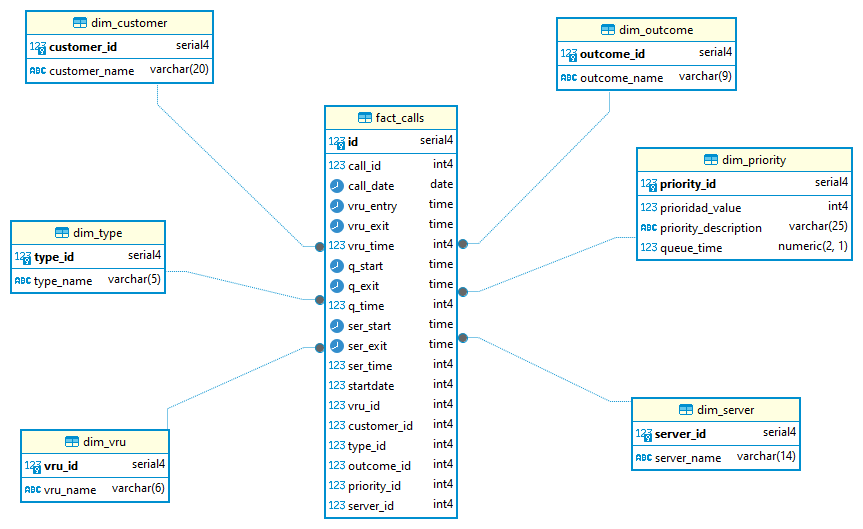 dim_customer
123 customer_id serial4
ABC customer_name varchar(20)
dim_outcome
123 outcome_id serial4
ABC outcome_name varchar(9)
fact_calls
123 id serial4
123 call_id int4
call_date date
vru_entry time
vru_exit time
123 vru_time int4
q_start time
q_exit time
123 q_time int4
ser_start time
ser_exit time
123 ser_time int4
123 startdate int4
123 vru_id int4
123 customer_id int4
123 type_id int4
123 outcome_id int4
123 priority_id int4
123 server_id int4
dim_priority
123 priority_id serial4
123 prioridad_value int4
ABC priority_description varchar(25)
123 queue_time numeric(2, 1)
dim_type
123 type_id serial4
ABC type_name varchar(5)
dim_vru
123 vru_id serial4
ABC vru_name varchar(6)
dim_server
123 server_id serial4
ABC server_name varchar(14)